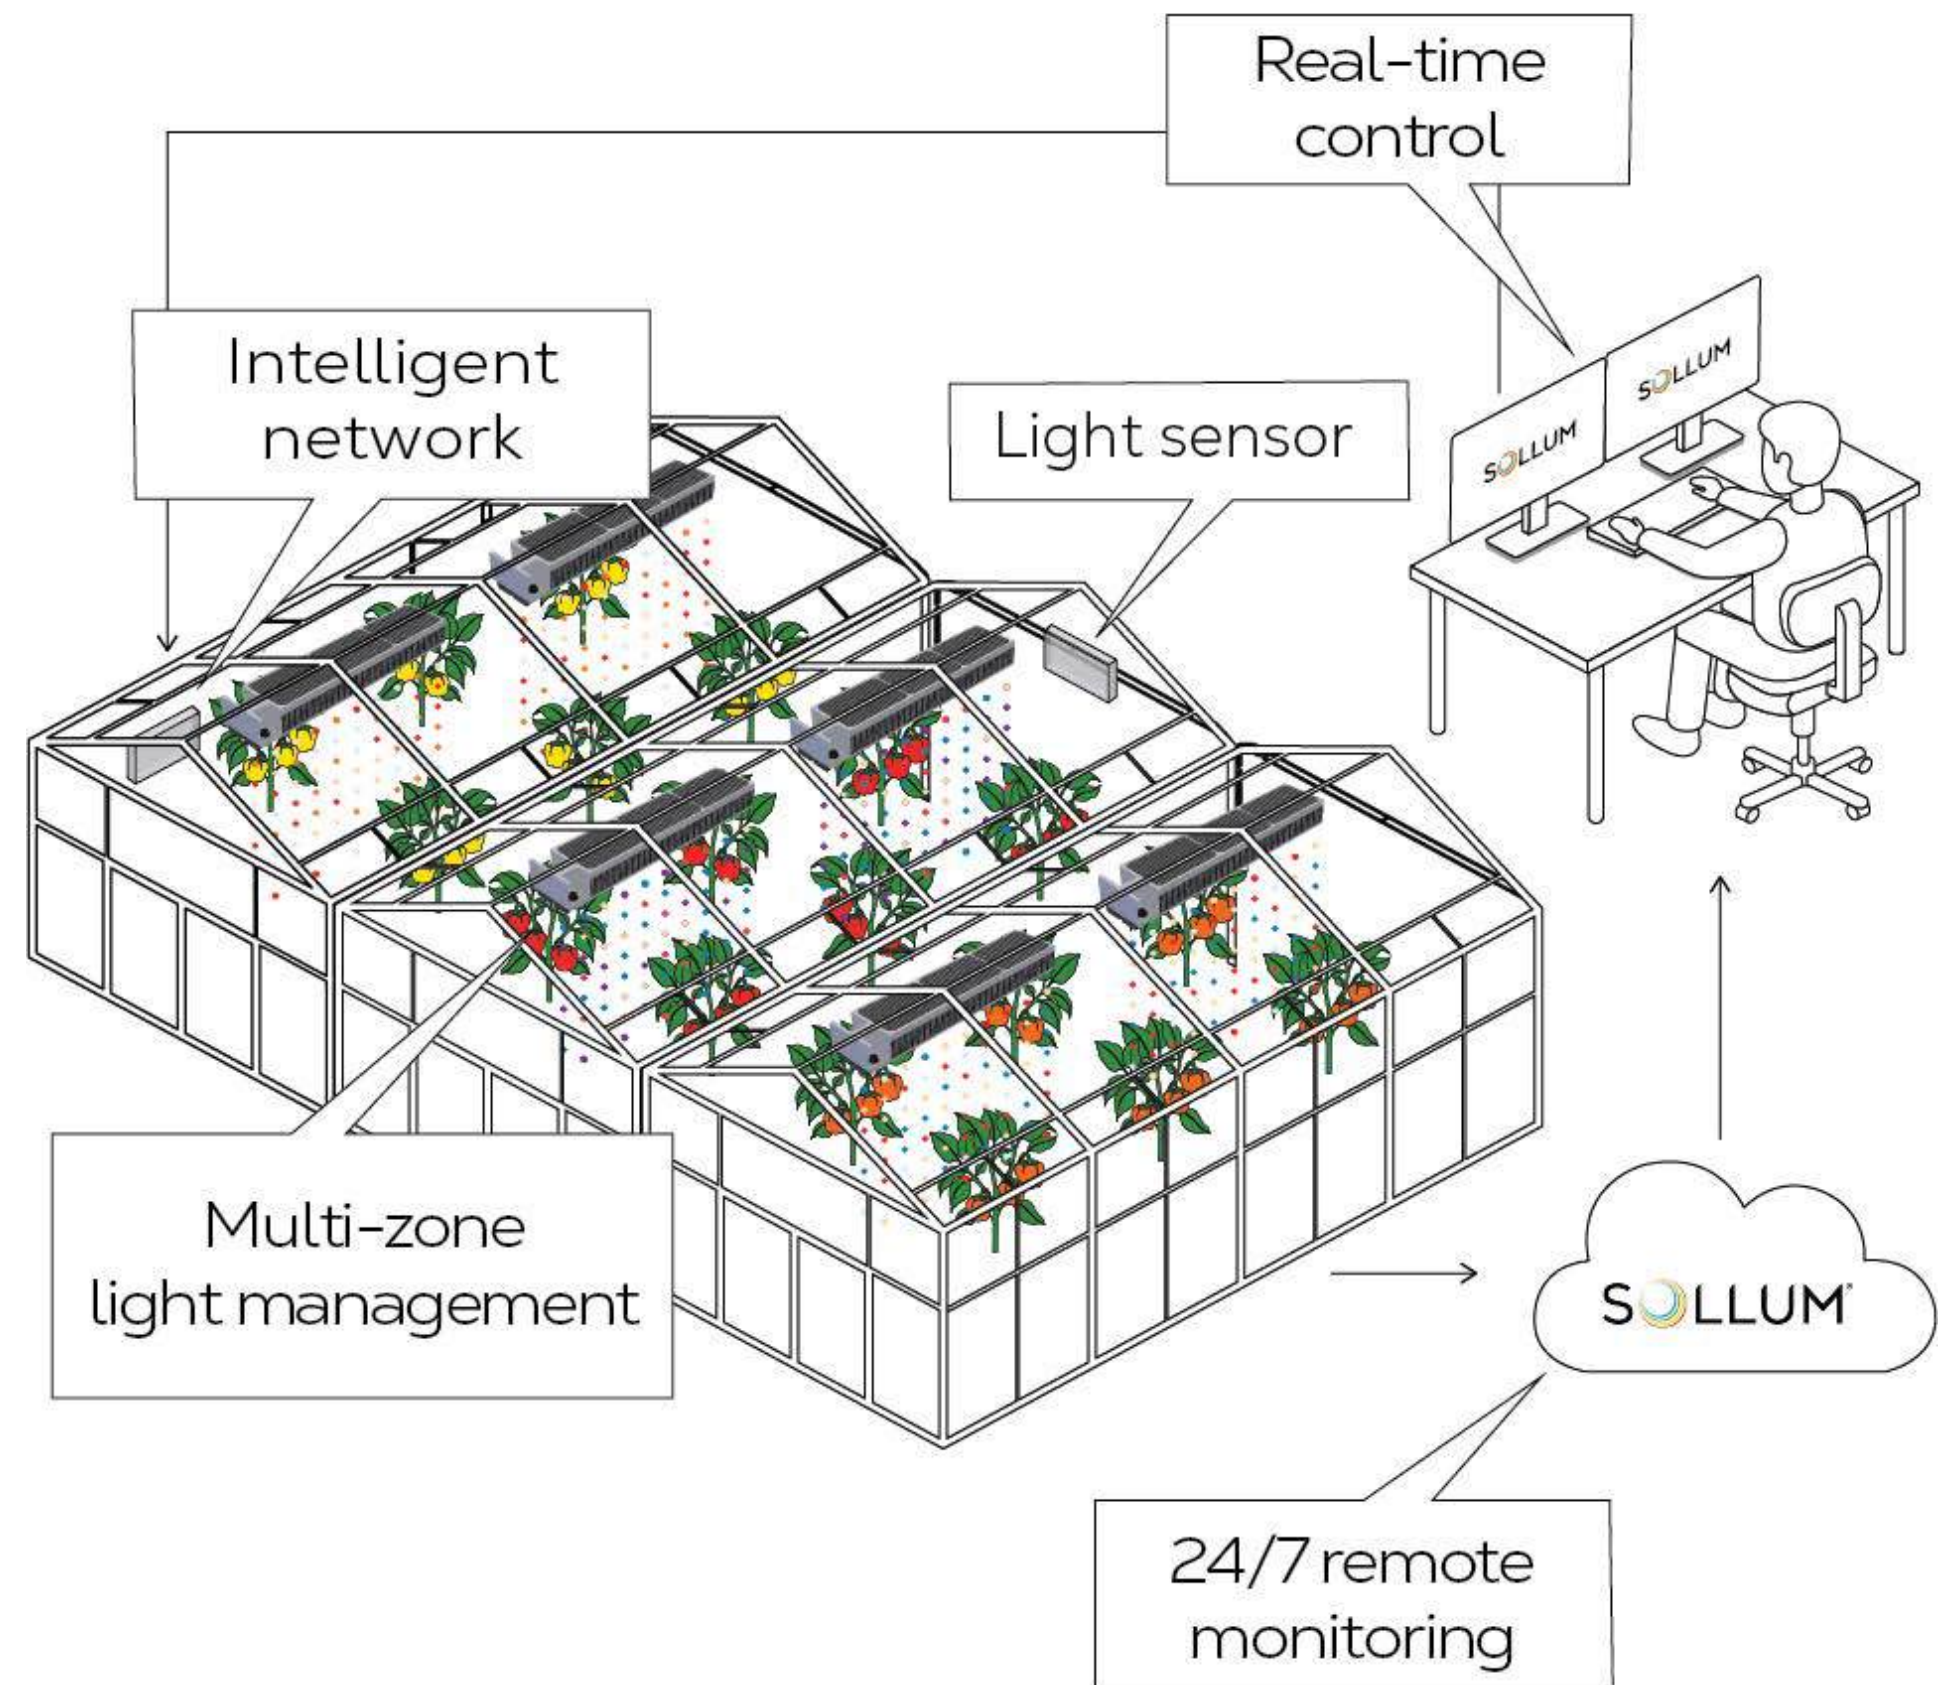 Real-time
control
Intelligent
network
Light sensor
SOLLUM
SOLLUM
Multi-zone
light management
SOLLUM®
24/7 remote
monitoring